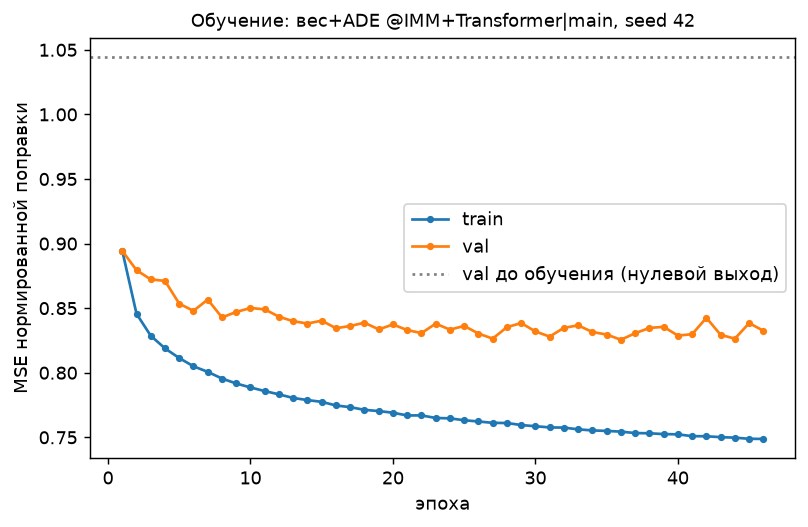 Обучение: вес+ADE @IMM+Transformer|main, seed 42
MSE нормированной поправки
1.05
1.00
0.95
0.90
0.85
0.80
0.75
train
val
val до обучения (нулевой выход)
0 10 20 30 40
эпоха